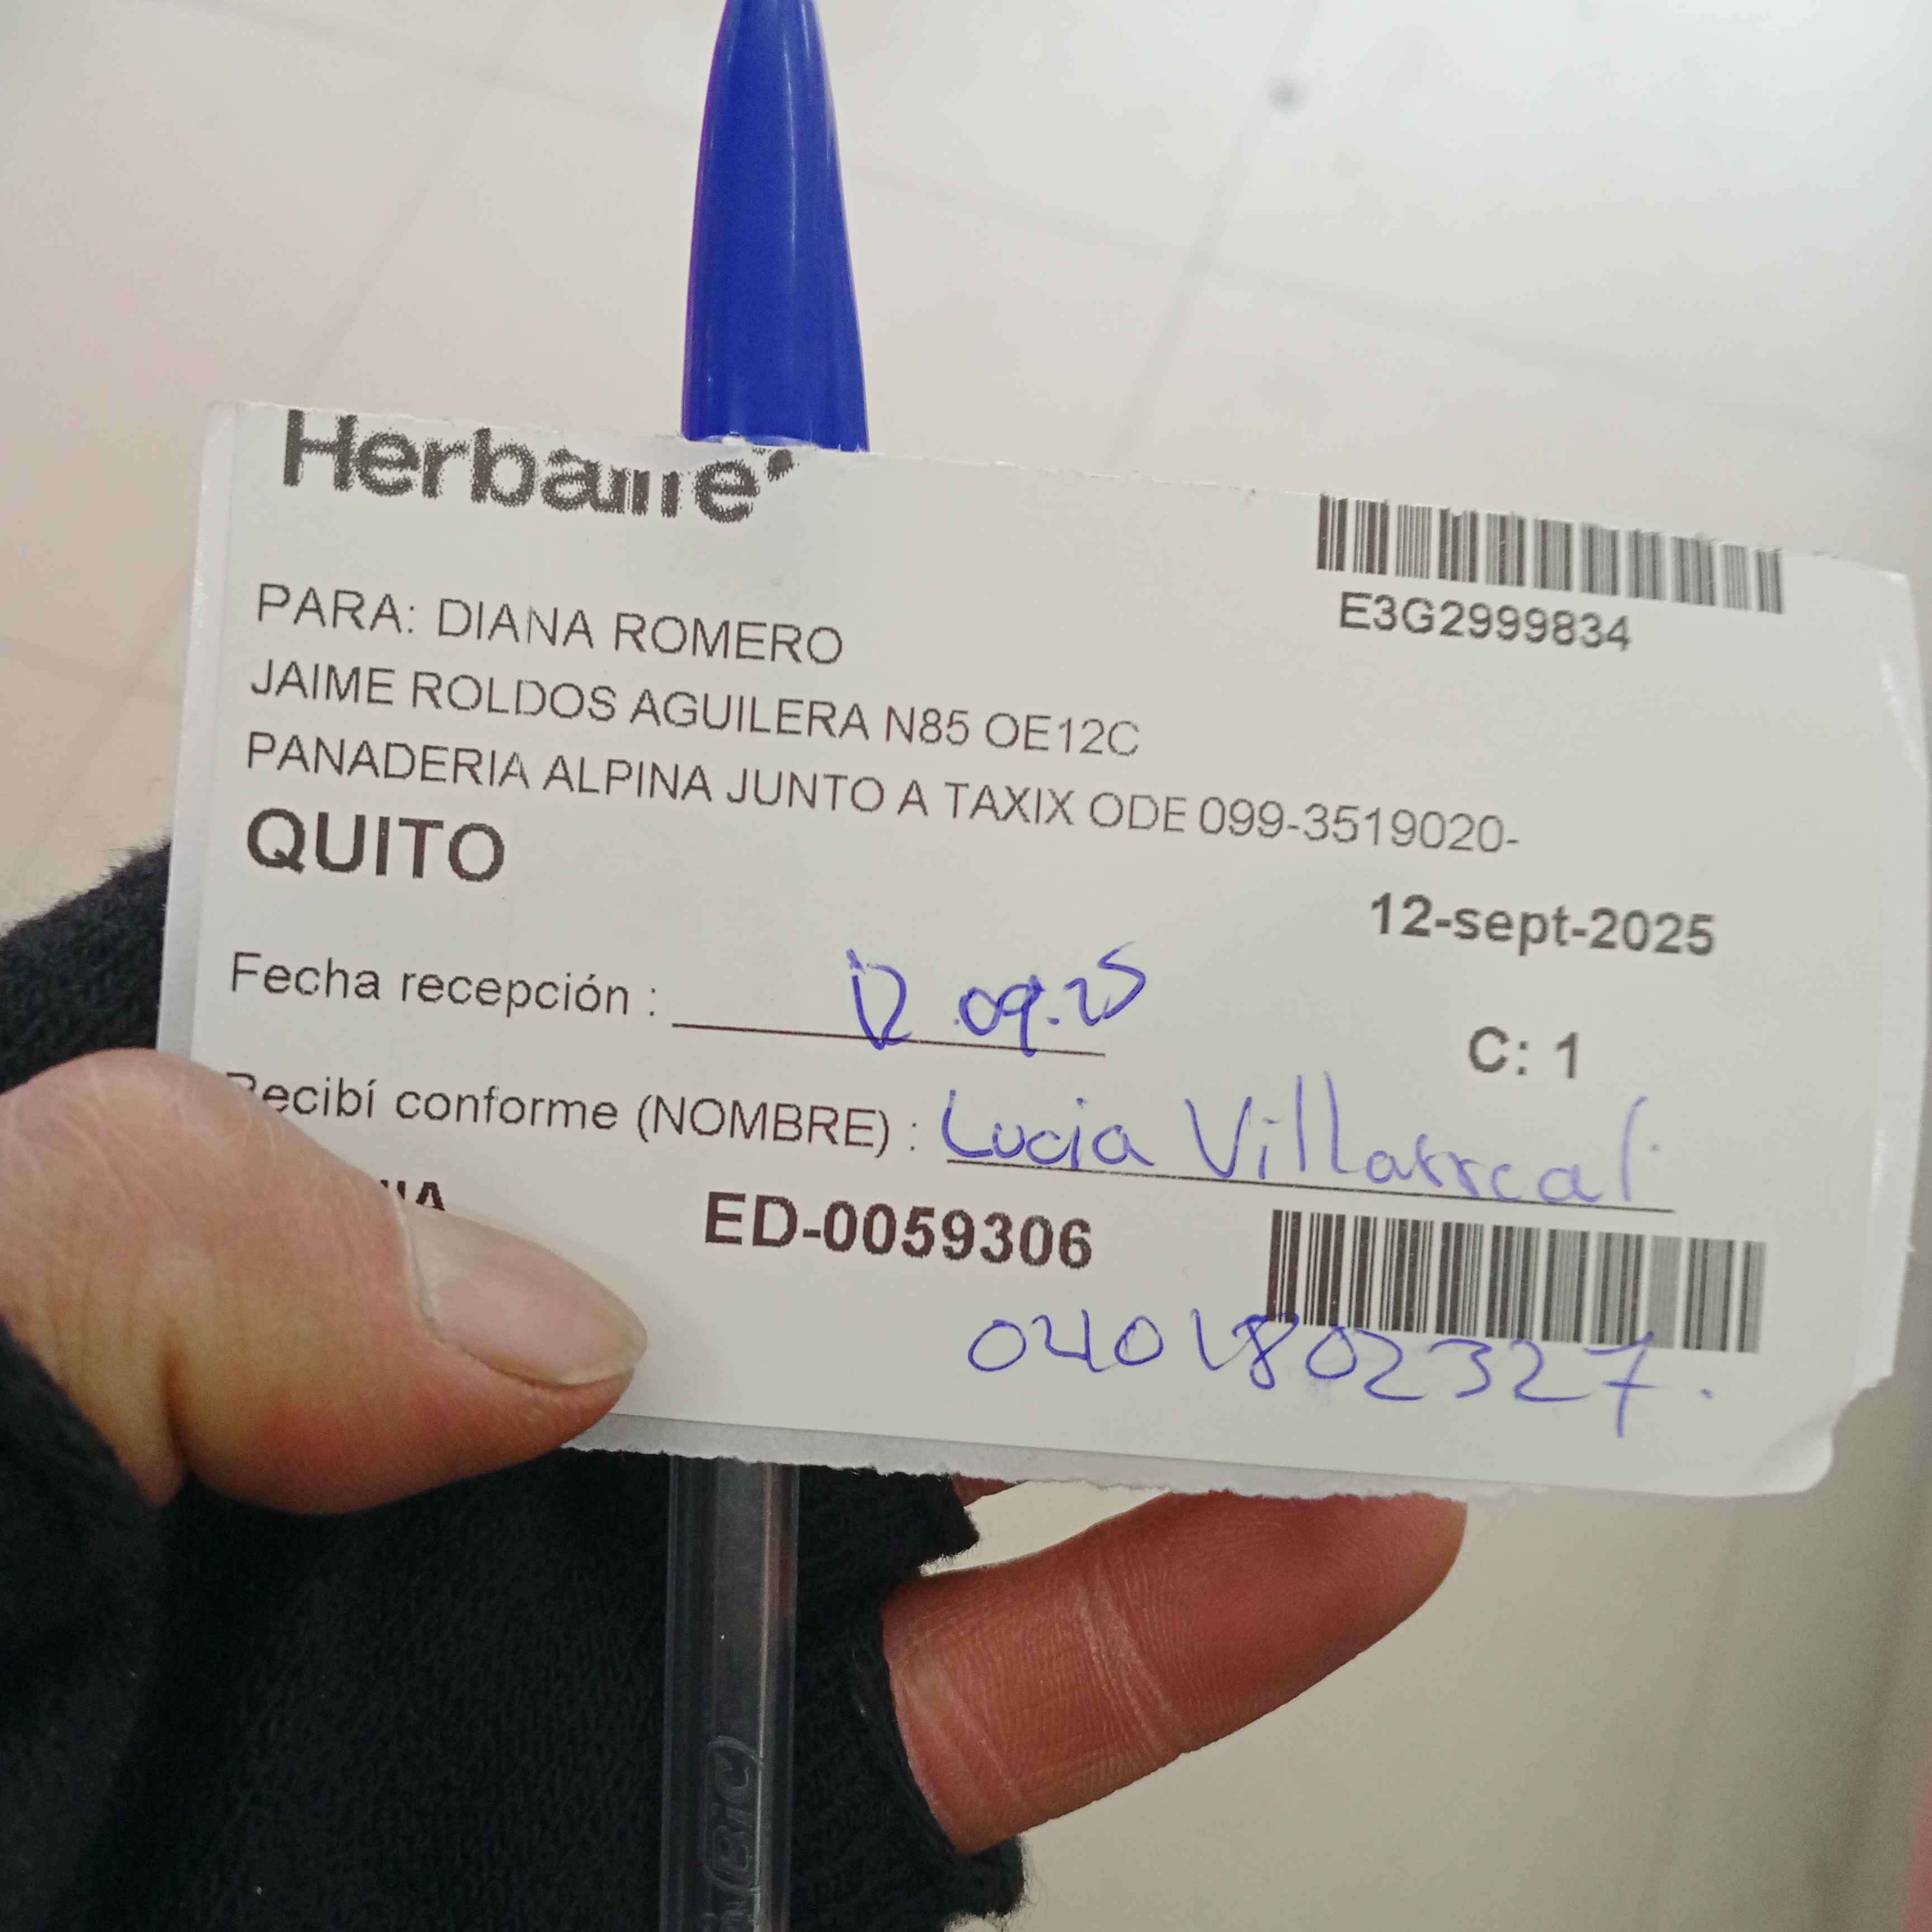 PARA: DIANA ROMERO
E3G2999834
JAIME ROLDOS AGUILERA N85 OE12C
PANADERIA ALPINA JUNTO A TAXIX ODE 099-3519020-
QUITO
12-sept-2025
Fecha recepción : 12.09.25
C: 1
Recibí conforme (NOMBRE) : Lucia Villarreal
ED-0059306
0401802327.
BIC